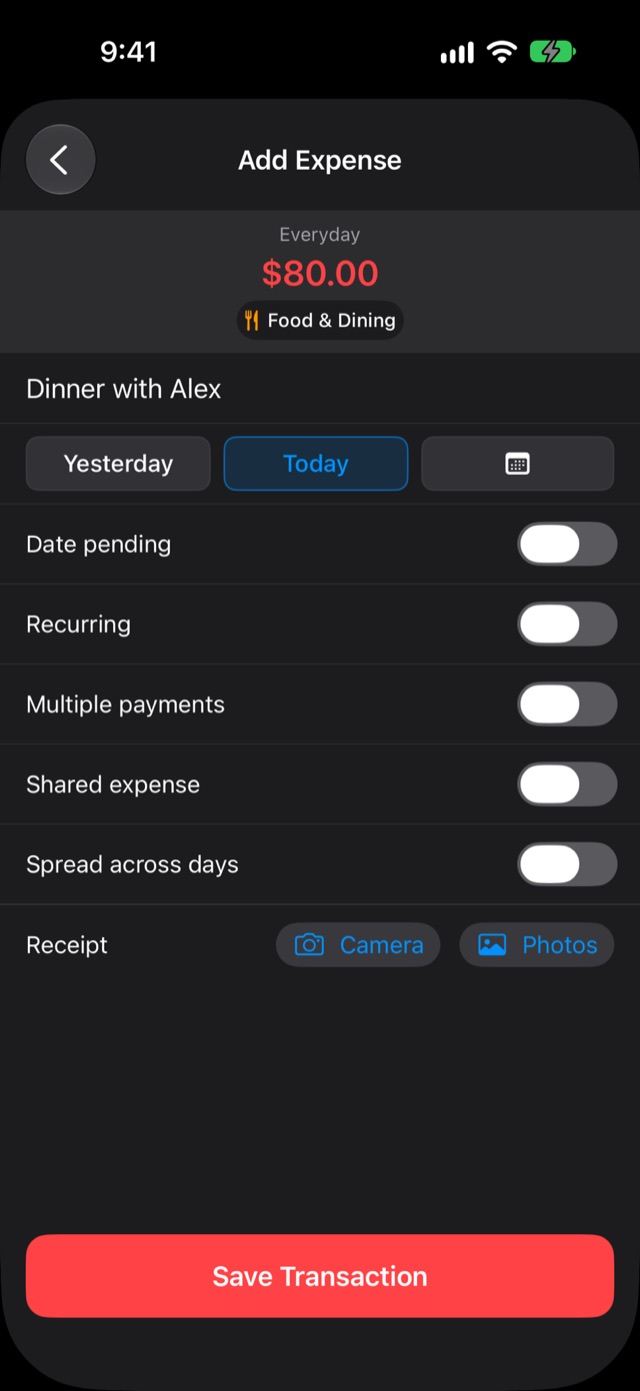 9:41
Add Expense
Everyday
$80.00
Food & Dining
Dinner with Alex
Yesterday Today
Date pending
Recurring
Multiple payments
Shared expense
Spread across days
Receipt Camera Photos
Save Transaction